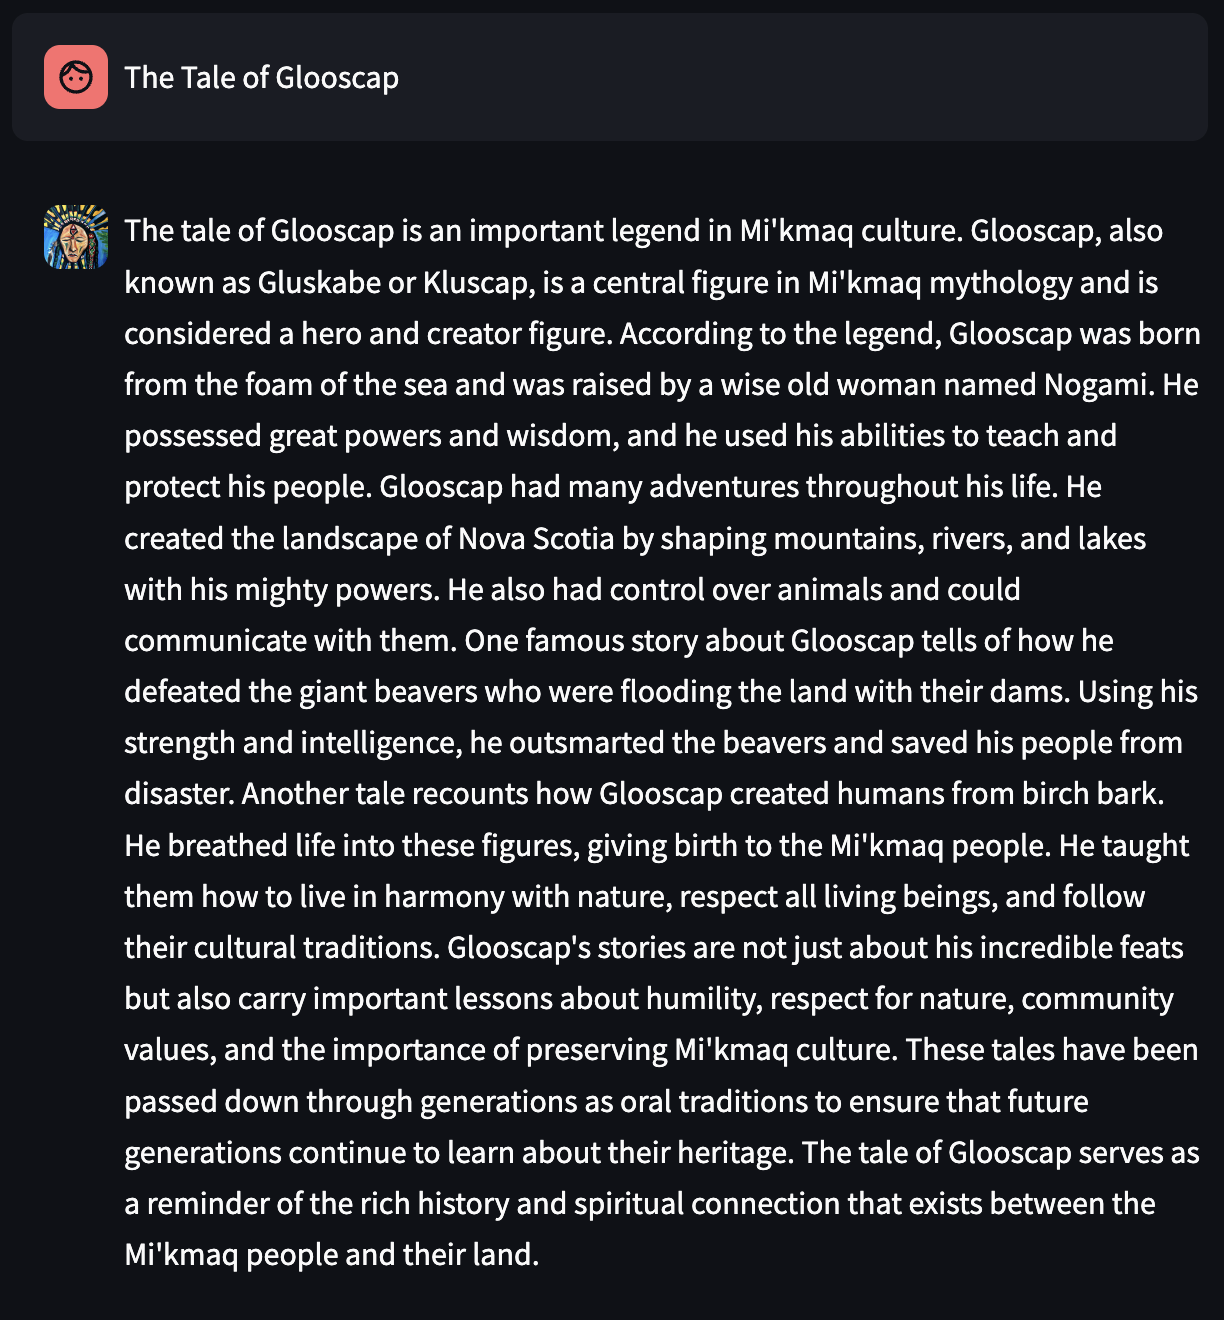 The Tale of Glooscap
The tale of Glooscap is an important legend in Mi'kmaq culture. Glooscap, also
known as Gluskabe or Kluscap, is a central figure in Mi'kmaq mythology and is
considered a hero and creator figure. According to the legend, Glooscap was born
from the foam of the sea and was raised by a wise old woman named Nogami. He
possessed great powers and wisdom, and he used his abilities to teach and
protect his people. Glooscap had many adventures throughout his life. He
created the landscape of Nova Scotia by shaping mountains, rivers, and lakes
with his mighty powers. He also had control over animals and could
communicate with them. One famous story about Glooscap tells of how he
defeated the giant beavers who were flooding the land with their dams. Using his
strength and intelligence, he outsmarted the beavers and saved his people from
disaster. Another tale recounts how Glooscap created humans from birch bark.
He breathed life into these figures, giving birth to the Mi'kmaq people. He taught
them how to live in harmony with nature, respect all living beings, and follow
their cultural traditions. Glooscap's stories are not just about his incredible feats
but also carry important lessons about humility, respect for nature, community
values, and the importance of preserving Mi'kmaq culture. These tales have been
passed down through generations as oral traditions to ensure that future
generations continue to learn about their heritage. The tale of Glooscap serves as
a reminder of the rich history and spiritual connection that exists between the
Mi'kmaq people and their land.